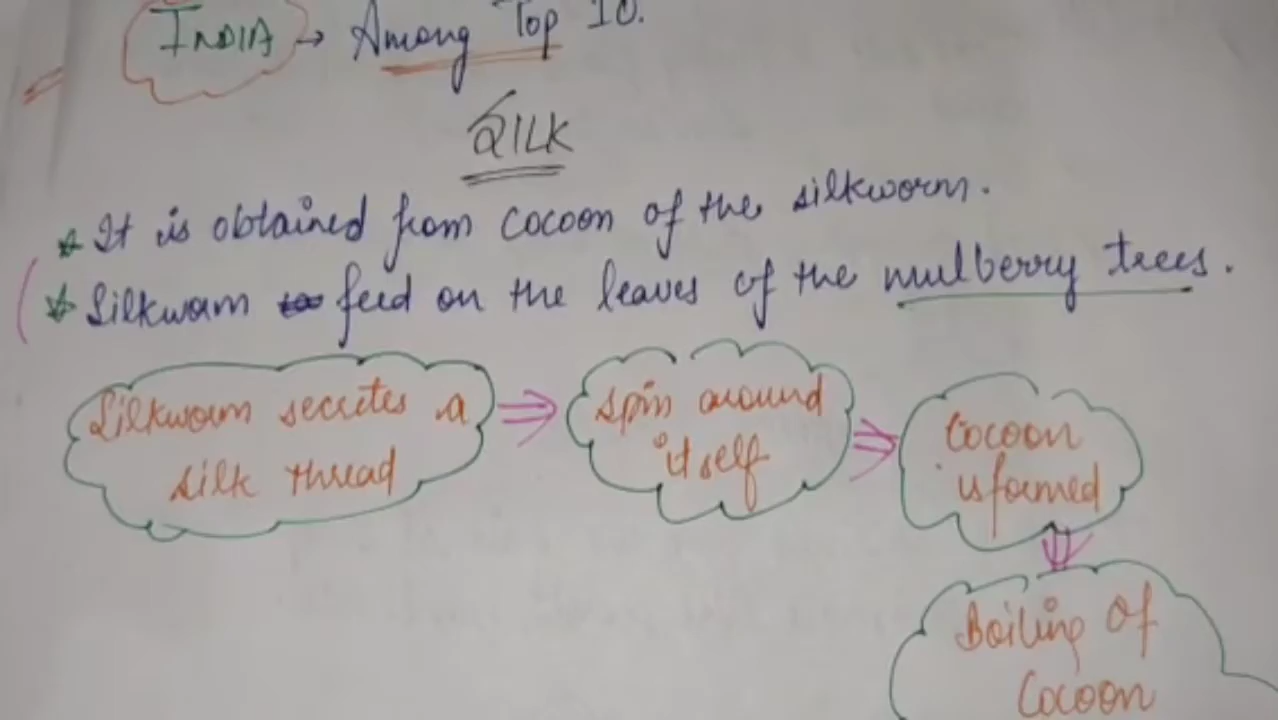 INDIA → Among Top 10.
SILK
It is obtained from cocoon of the silkworm.
Silkworm feed on the leaves of the mulberry trees.
Silkworm secretes a
silk thread
spin around
itself
Cocoon
is formed
Boiling Of
Cocoon